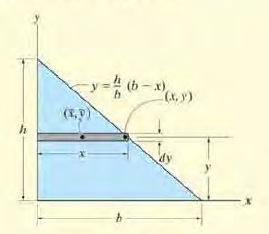 y
y = h/b (b − x)
(x, y)
(x̄, ȳ)
h
x
dy
y
x
b